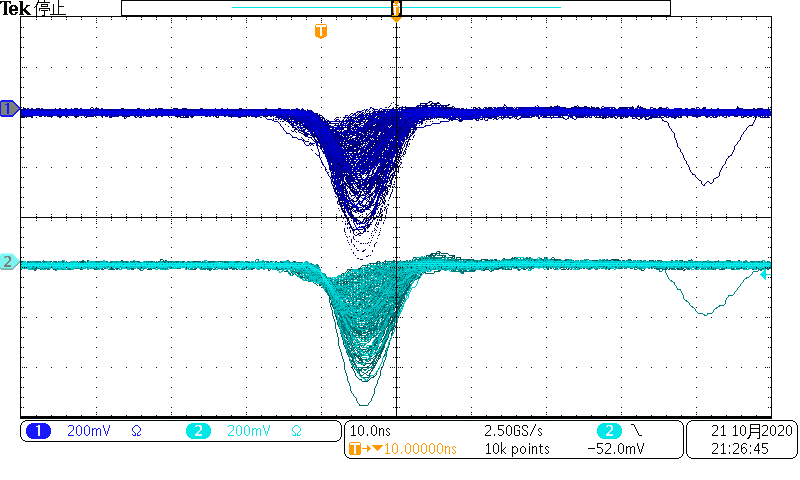 Tek 停止
T
T
1
2
1 200mV Ω 2 200mV Ω
10.0ns 2.50GS/s 2 -52.0mV
T→▼10.00000ns 10k points
21 10月2020
21:26:45